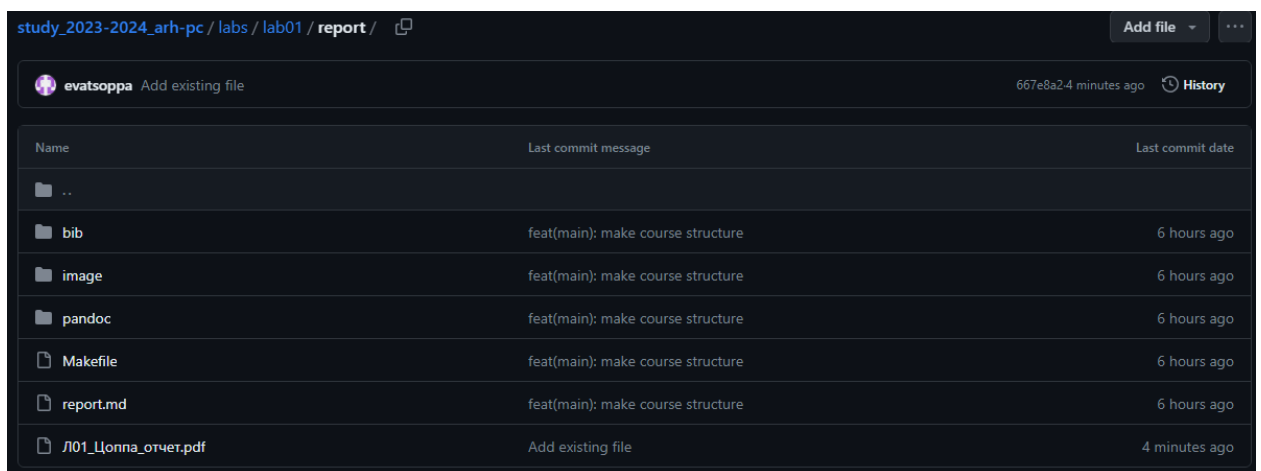 study_2023-2024_arh-pc / labs / lab01 / report / Add file ...
evatsoppa Add existing file 667e8a2·4 minutes ago History
Name Last commit message Last commit date
..
bib feat(main): make course structure 6 hours ago
image feat(main): make course structure 6 hours ago
pandoc feat(main): make course structure 6 hours ago
Makefile feat(main): make course structure 6 hours ago
report.md feat(main): make course structure 6 hours ago
Л01_Цоппа_отчет.pdf Add existing file 4 minutes ago